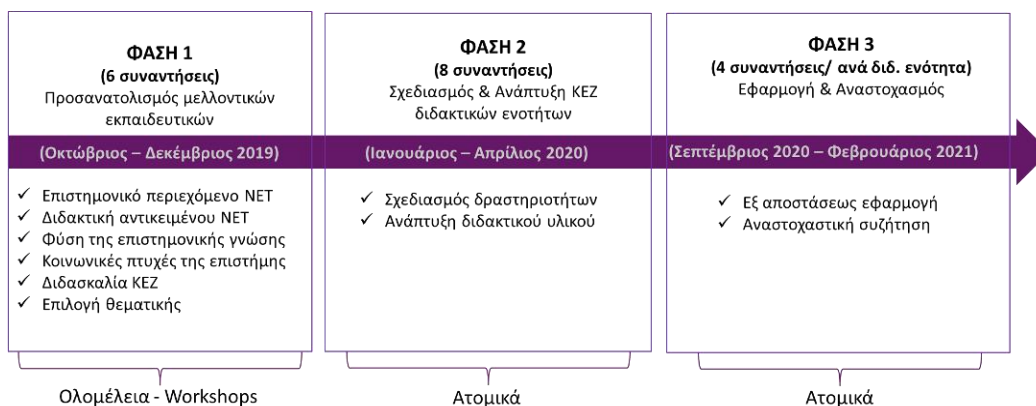 ΦΑΣΗ 1
(6 συναντήσεις)
Προσανατολισμός μελλοντικών
εκπαιδευτικών
(Οκτώβριος – Δεκέμβριος 2019)
✓ Επιστημονικό περιεχόμενο ΝΕΤ
✓ Διδακτική αντικειμένου ΝΕΤ
✓ Φύση της επιστημονικής γνώσης
✓ Κοινωνικές πτυχές της επιστήμης
✓ Διδασκαλία ΚΕΖ
✓ Επιλογή θεματικής
Ολομέλεια - Workshops
ΦΑΣΗ 2
(8 συναντήσεις)
Σχεδιασμός & Ανάπτυξη ΚΕΖ
διδακτικών ενοτήτων
(Ιανουάριος – Απρίλιος 2020)
✓ Σχεδιασμός δραστηριοτήτων
✓ Ανάπτυξη διδακτικού υλικού
Ατομικά
ΦΑΣΗ 3
(4 συναντήσεις/ ανά διδ. ενότητα)
Εφαρμογή & Αναστοχασμός
(Σεπτέμβριος 2020 – Φεβρουάριος 2021)
✓ Εξ αποστάσεως εφαρμογή
✓ Αναστοχαστική συζήτηση
Ατομικά